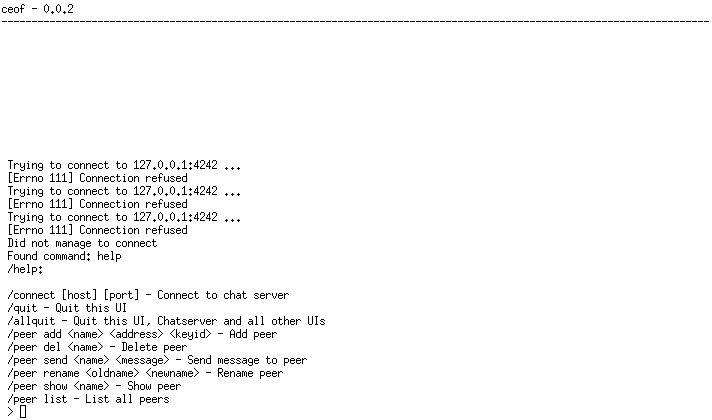 ceof - 0.0.2
Trying to connect to 127.0.0.1:4242 ...
[Errno 111] Connection refused
Trying to connect to 127.0.0.1:4242 ...
[Errno 111] Connection refused
Trying to connect to 127.0.0.1:4242 ...
[Errno 111] Connection refused
Did not manage to connect
Found command: help
/help:
/connect [host] [port] - Connect to chat server
/quit - Quit this UI
/allquit - Quit this UI, Chatserver and all other UIs
/peer add <name> <address> <keyid> - Add peer
/peer del <name> - Delete peer
/peer send <name> <message> - Send message to peer
/peer rename <oldname> <newname> - Rename peer
/peer show <name> - Show peer
/peer list - List all peers
>